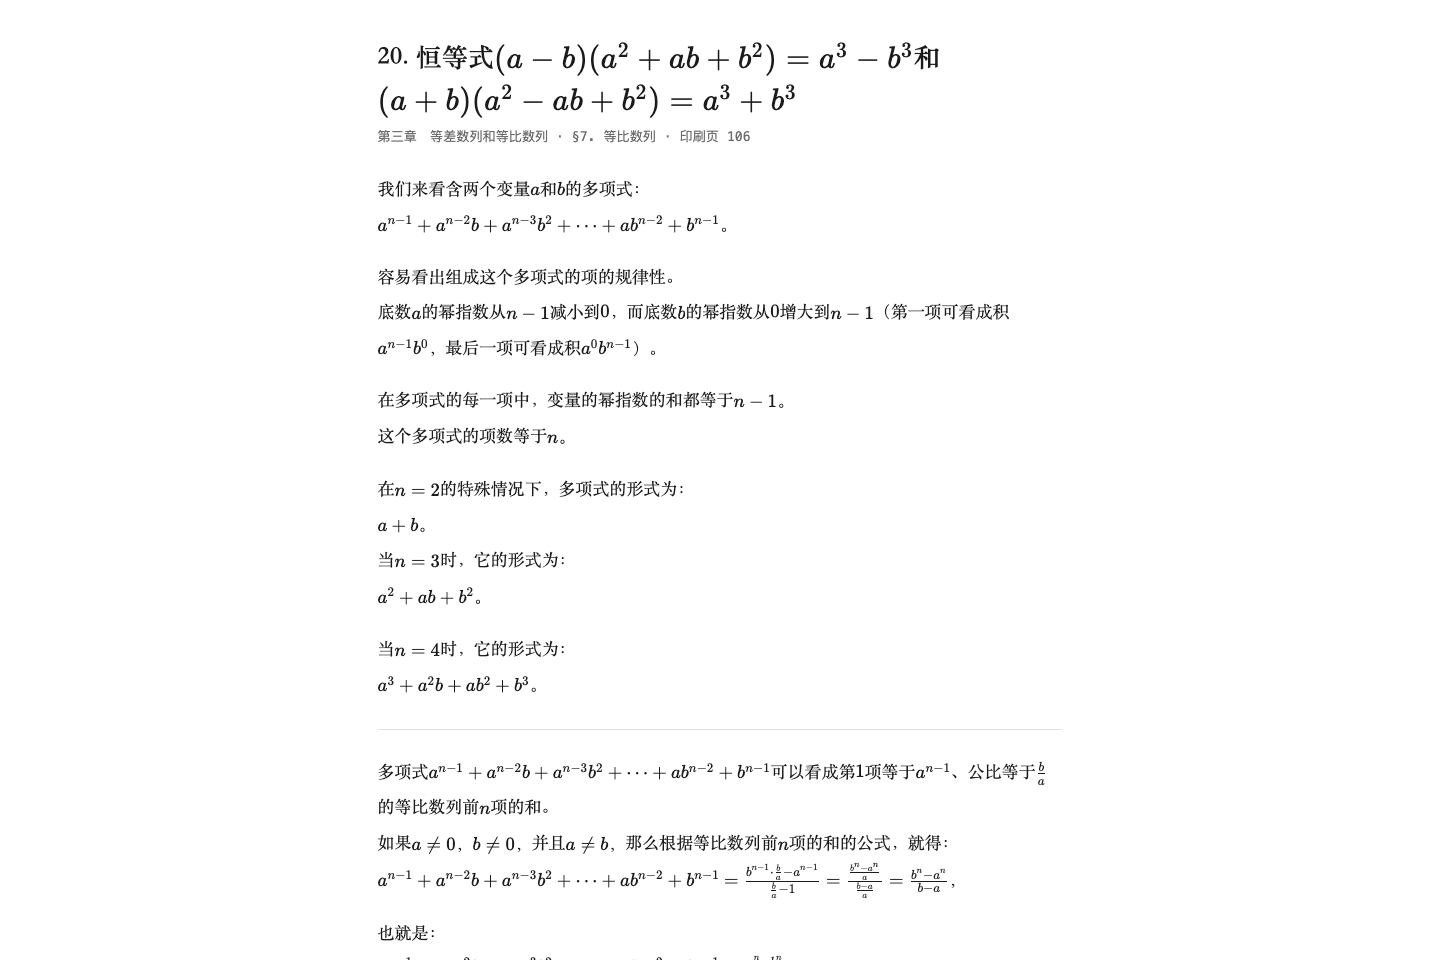 20. 恒等式(a − b)(a² + ab + b²) = a³ − b³和
(a + b)(a² − ab + b²) = a³ + b³
第三章 等差数列和等比数列 · §7. 等比数列 · 印刷页 106
我们来看含两个变量a和b的多项式：
aⁿ⁻¹ + aⁿ⁻²b + aⁿ⁻³b² + ··· + abⁿ⁻² + bⁿ⁻¹。
容易看出组成这个多项式的项的规律性。
底数a的幂指数从n − 1减小到0，而底数b的幂指数从0增大到n − 1（第一项可看成积
aⁿ⁻¹b⁰，最后一项可看成积a⁰bⁿ⁻¹）。
在多项式的每一项中，变量的幂指数的和都等于n − 1。
这个多项式的项数等于n。
在n = 2的特殊情况下，多项式的形式为：
a + b。
当n = 3时，它的形式为：
a² + ab + b²。
当n = 4时，它的形式为：
a³ + a²b + ab² + b³。
多项式aⁿ⁻¹ + aⁿ⁻²b + aⁿ⁻³b² + ··· + abⁿ⁻² + bⁿ⁻¹可以看成第1项等于aⁿ⁻¹、公比等于b/a
的等比数列前n项的和。
如果a ≠ 0，b ≠ 0，并且a ≠ b，那么根据等比数列前n项的和的公式，就得：
aⁿ⁻¹ + aⁿ⁻²b + aⁿ⁻³b² + ··· + abⁿ⁻² + bⁿ⁻¹ = (bⁿ⁻¹·b/a − aⁿ⁻¹)/(b/a − 1) = ((bⁿ−aⁿ)/a)/((b−a)/a) = (bⁿ−aⁿ)/(b−a)，
也就是：